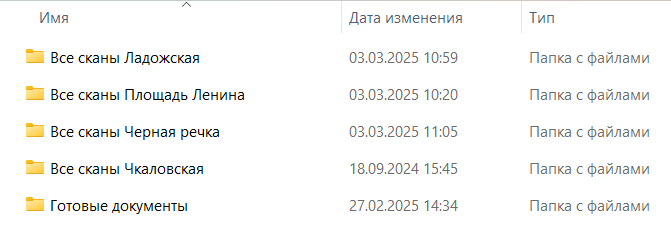 Имя Дата изменения Тип
Все сканы Ладожская 03.03.2025 10:59 Папка с файлами
Все сканы Площадь Ленина 03.03.2025 10:20 Папка с файлами
Все сканы Черная речка 03.03.2025 11:05 Папка с файлами
Все сканы Чкаловская 18.09.2024 15:45 Папка с файлами
Готовые документы 27.02.2025 14:34 Папка с файлами